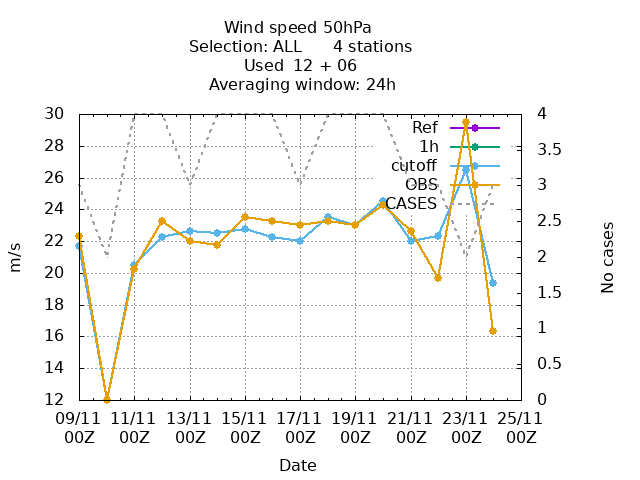 Wind speed 50hPa
Selection: ALL 4 stations
Used 12 + 06
Averaging window: 24h
30
28
26
24
22
20
18
16
14
12
4
3.5
3
2.5
2
1.5
1
0.5
0
m/s
No cases
Ref
1h
cutoff
OBS
CASES
09/11 11/11 13/11 15/11 17/11 19/11 21/11 23/11 25/11
00Z 00Z 00Z 00Z 00Z 00Z 00Z 00Z 00Z
Date